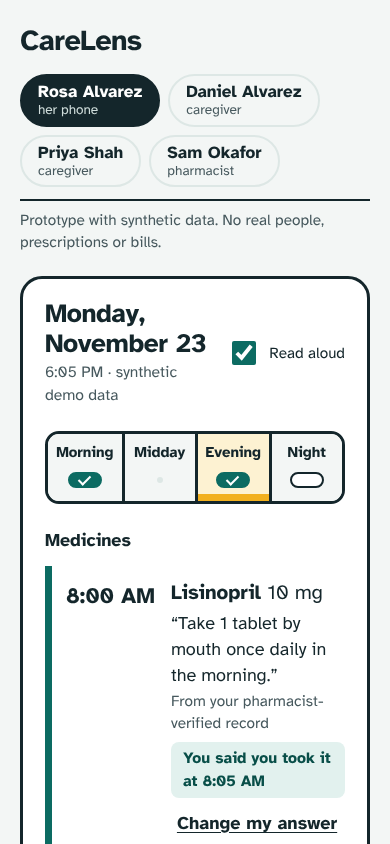 CareLens
Rosa Alvarez
her phone
Daniel Alvarez
caregiver
Priya Shah
caregiver
Sam Okafor
pharmacist
Prototype with synthetic data. No real people,
prescriptions or bills.
Monday,
November 23
6:05 PM · synthetic
demo data
Read aloud
Morning
Midday
Evening
Night
Medicines
8:00 AM
Lisinopril 10 mg
“Take 1 tablet by
mouth once daily in
the morning.”
From your pharmacist-
verified record
You said you took it
at 8:05 AM
Change my answer